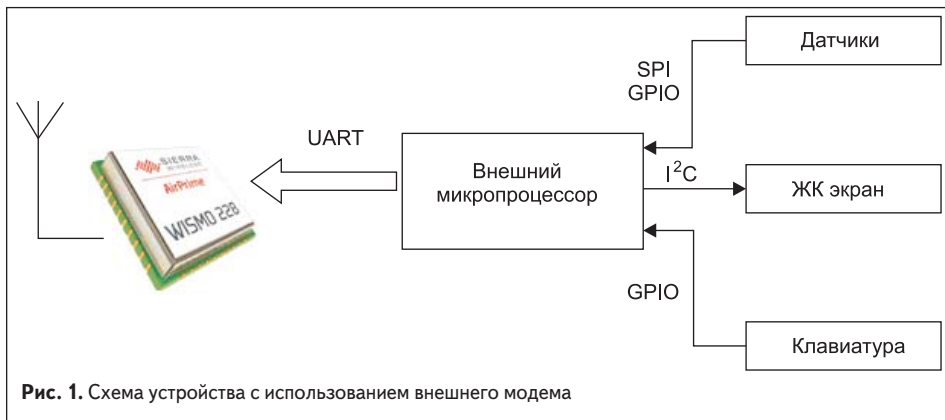 Датчики
SPI
GPIO
UART
SIERRA
WIRELESS
AirPrime
WISMO 228
Внешний
микропроцессор
I²C
ЖК экран
GPIO
Клавиатура
Рис. 1. Схема устройства с использованием внешнего модема